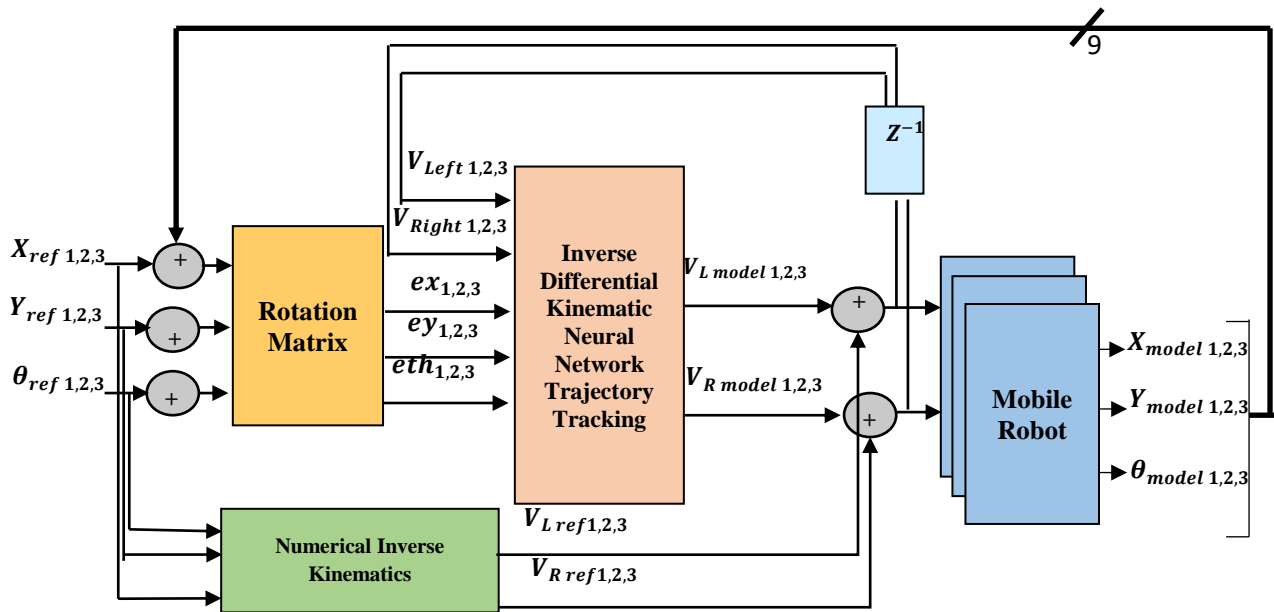 9
Z⁻¹
V_Left 1,2,3
V_Right 1,2,3
X_ref 1,2,3
Y_ref 1,2,3
θ_ref 1,2,3
+
+
+
Rotation
Matrix
ex_1,2,3
ey_1,2,3
eth_1,2,3
Inverse
Differential
Kinematic
Neural
Network
Trajectory
Tracking
V_L model 1,2,3
V_R model 1,2,3
+
+
Mobile
Robot
X_model 1,2,3
Y_model 1,2,3
θ_model 1,2,3
Numerical Inverse
Kinematics
V_L ref1,2,3
V_R ref1,2,3